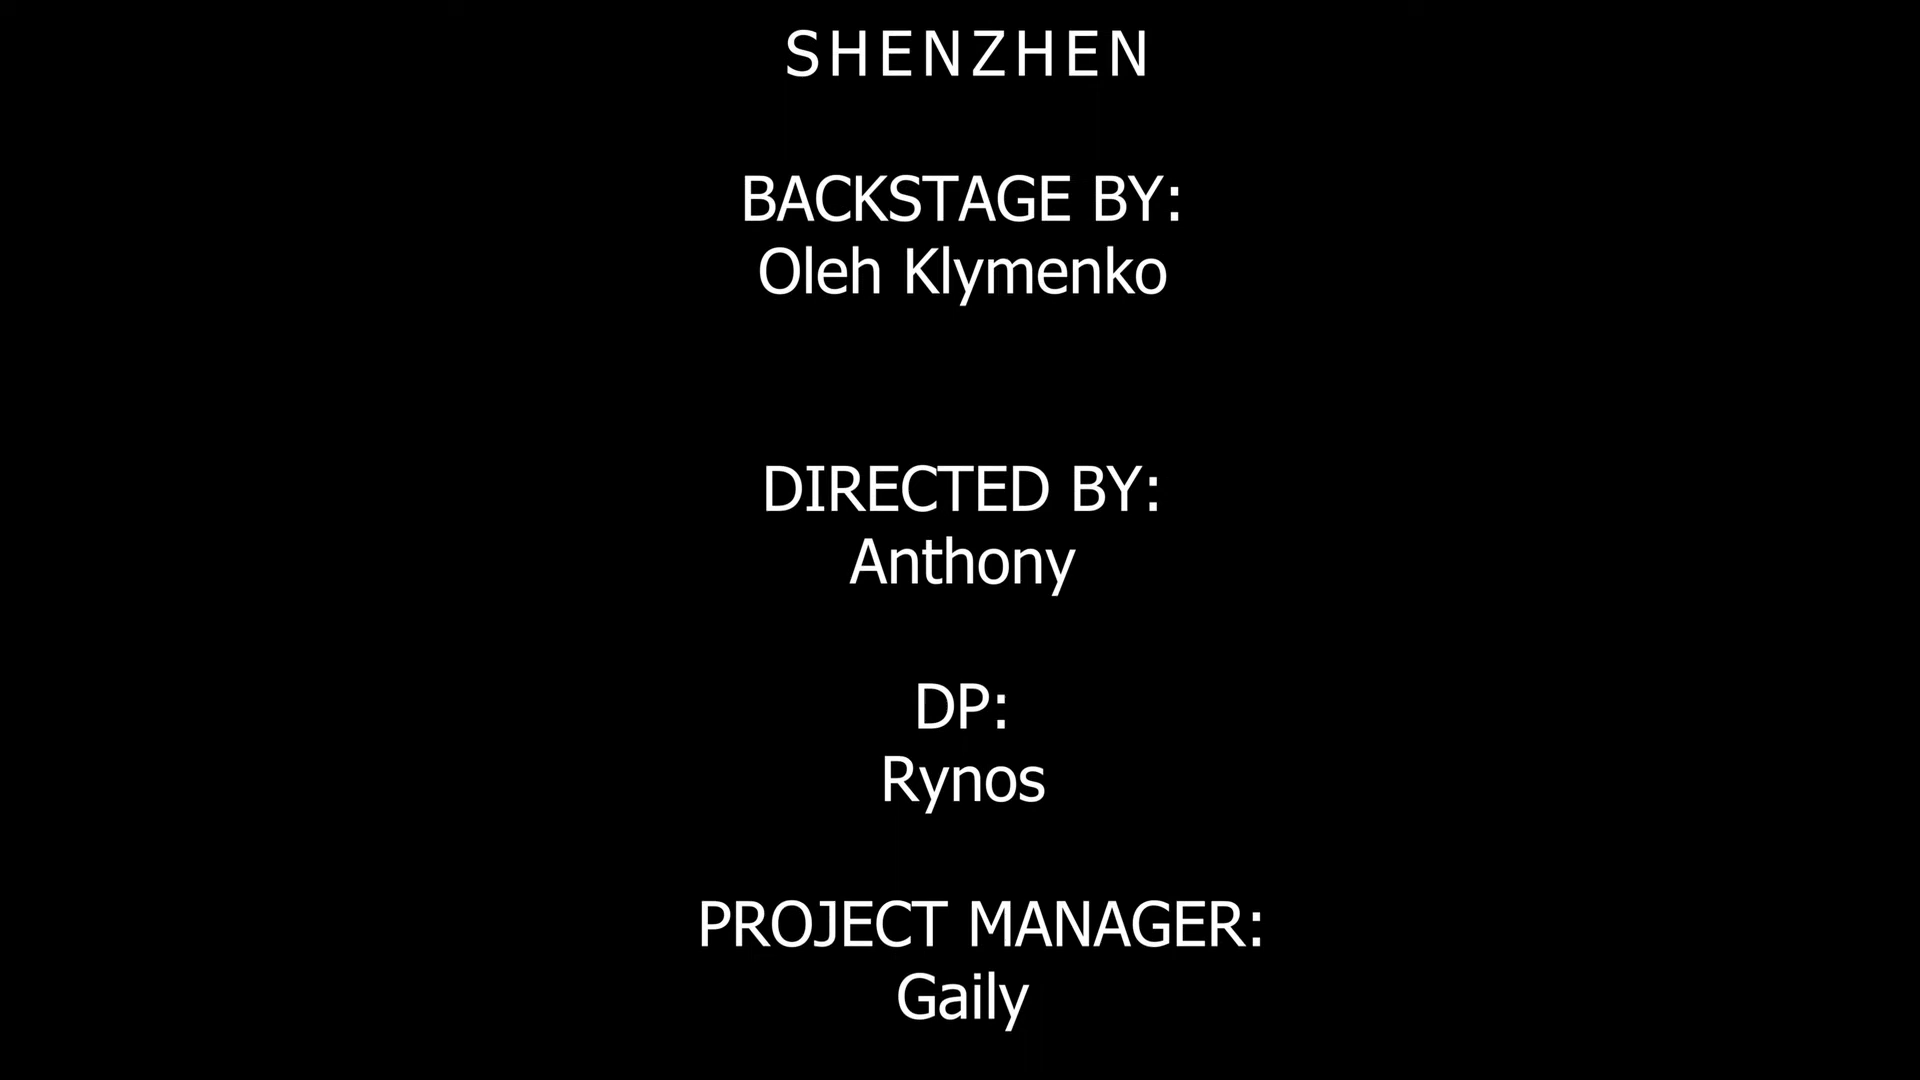 SHENZHEN
BACKSTAGE BY:
Oleh Klymenko
DIRECTED BY:
Anthony
DP:
Rynos
PROJECT MANAGER:
Gaily